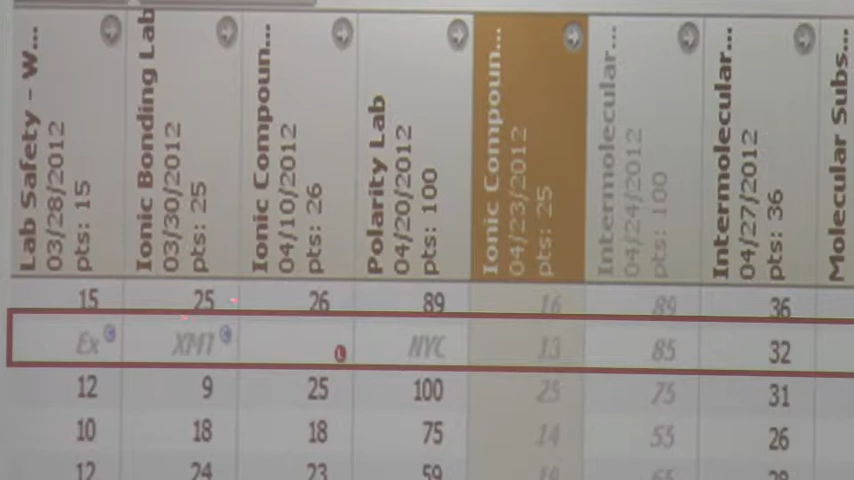 Lab Safety - W...
03/28/2012
pts: 15
Ionic Bonding Lab
03/30/2012
pts: 25
Ionic Compoun...
04/10/2012
pts: 26
Polarity Lab
04/20/2012
pts: 100
Ionic Compoun...
04/23/2012
pts: 25
Intermolecular...
04/24/2012
pts: 100
Intermolecular...
04/27/2012
pts: 36
Molecular Subs...
15 25 26 89 16 89 36
Ex XMT NYC 13 85 32
12 9 25 100 25 75 31
10 18 18 75 14 55 26
12 24 23 59